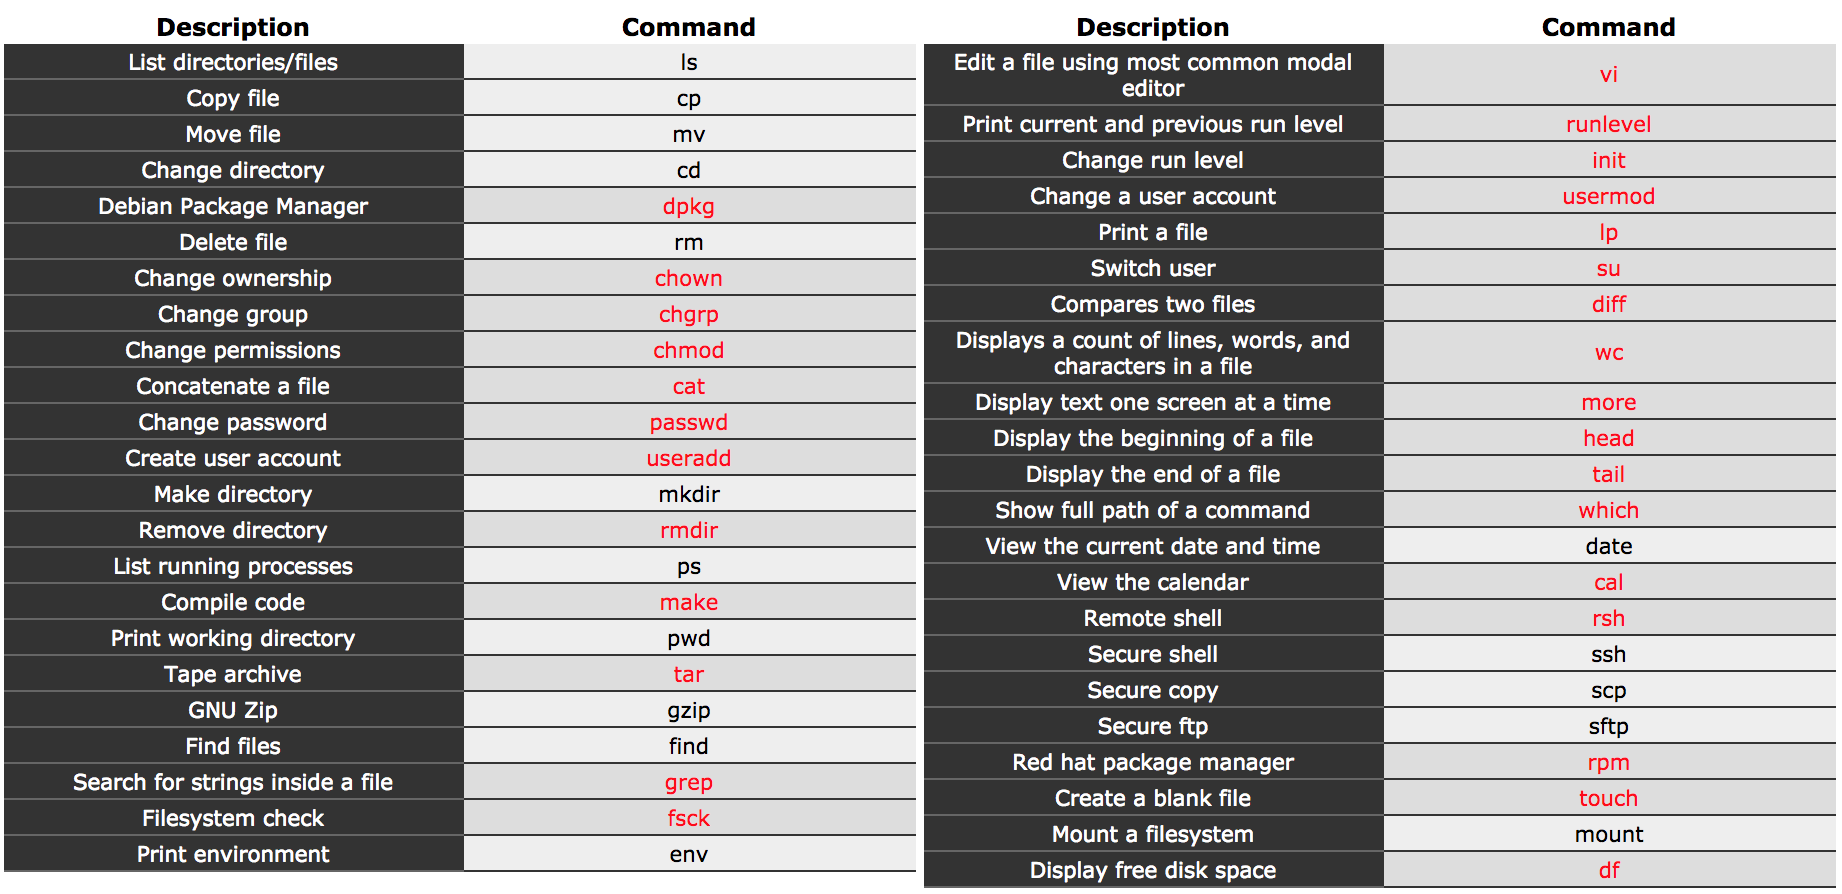 Description Command
List directories/files ls
Copy file cp
Move file mv
Change directory cd
Debian Package Manager dpkg
Delete file rm
Change ownership chown
Change group chgrp
Change permissions chmod
Concatenate a file cat
Change password passwd
Create user account useradd
Make directory mkdir
Remove directory rmdir
List running processes ps
Compile code make
Print working directory pwd
Tape archive tar
GNU Zip gzip
Find files find
Search for strings inside a file grep
Filesystem check fsck
Print environment env
Description Command
Edit a file using most common modal
editor vi
Print current and previous run level runlevel
Change run level init
Change a user account usermod
Print a file lp
Switch user su
Compares two files diff
Displays a count of lines, words, and
characters in a file wc
Display text one screen at a time more
Display the beginning of a file head
Display the end of a file tail
Show full path of a command which
View the current date and time date
View the calendar cal
Remote shell rsh
Secure shell ssh
Secure copy scp
Secure ftp sftp
Red hat package manager rpm
Create a blank file touch
Mount a filesystem mount
Display free disk space df